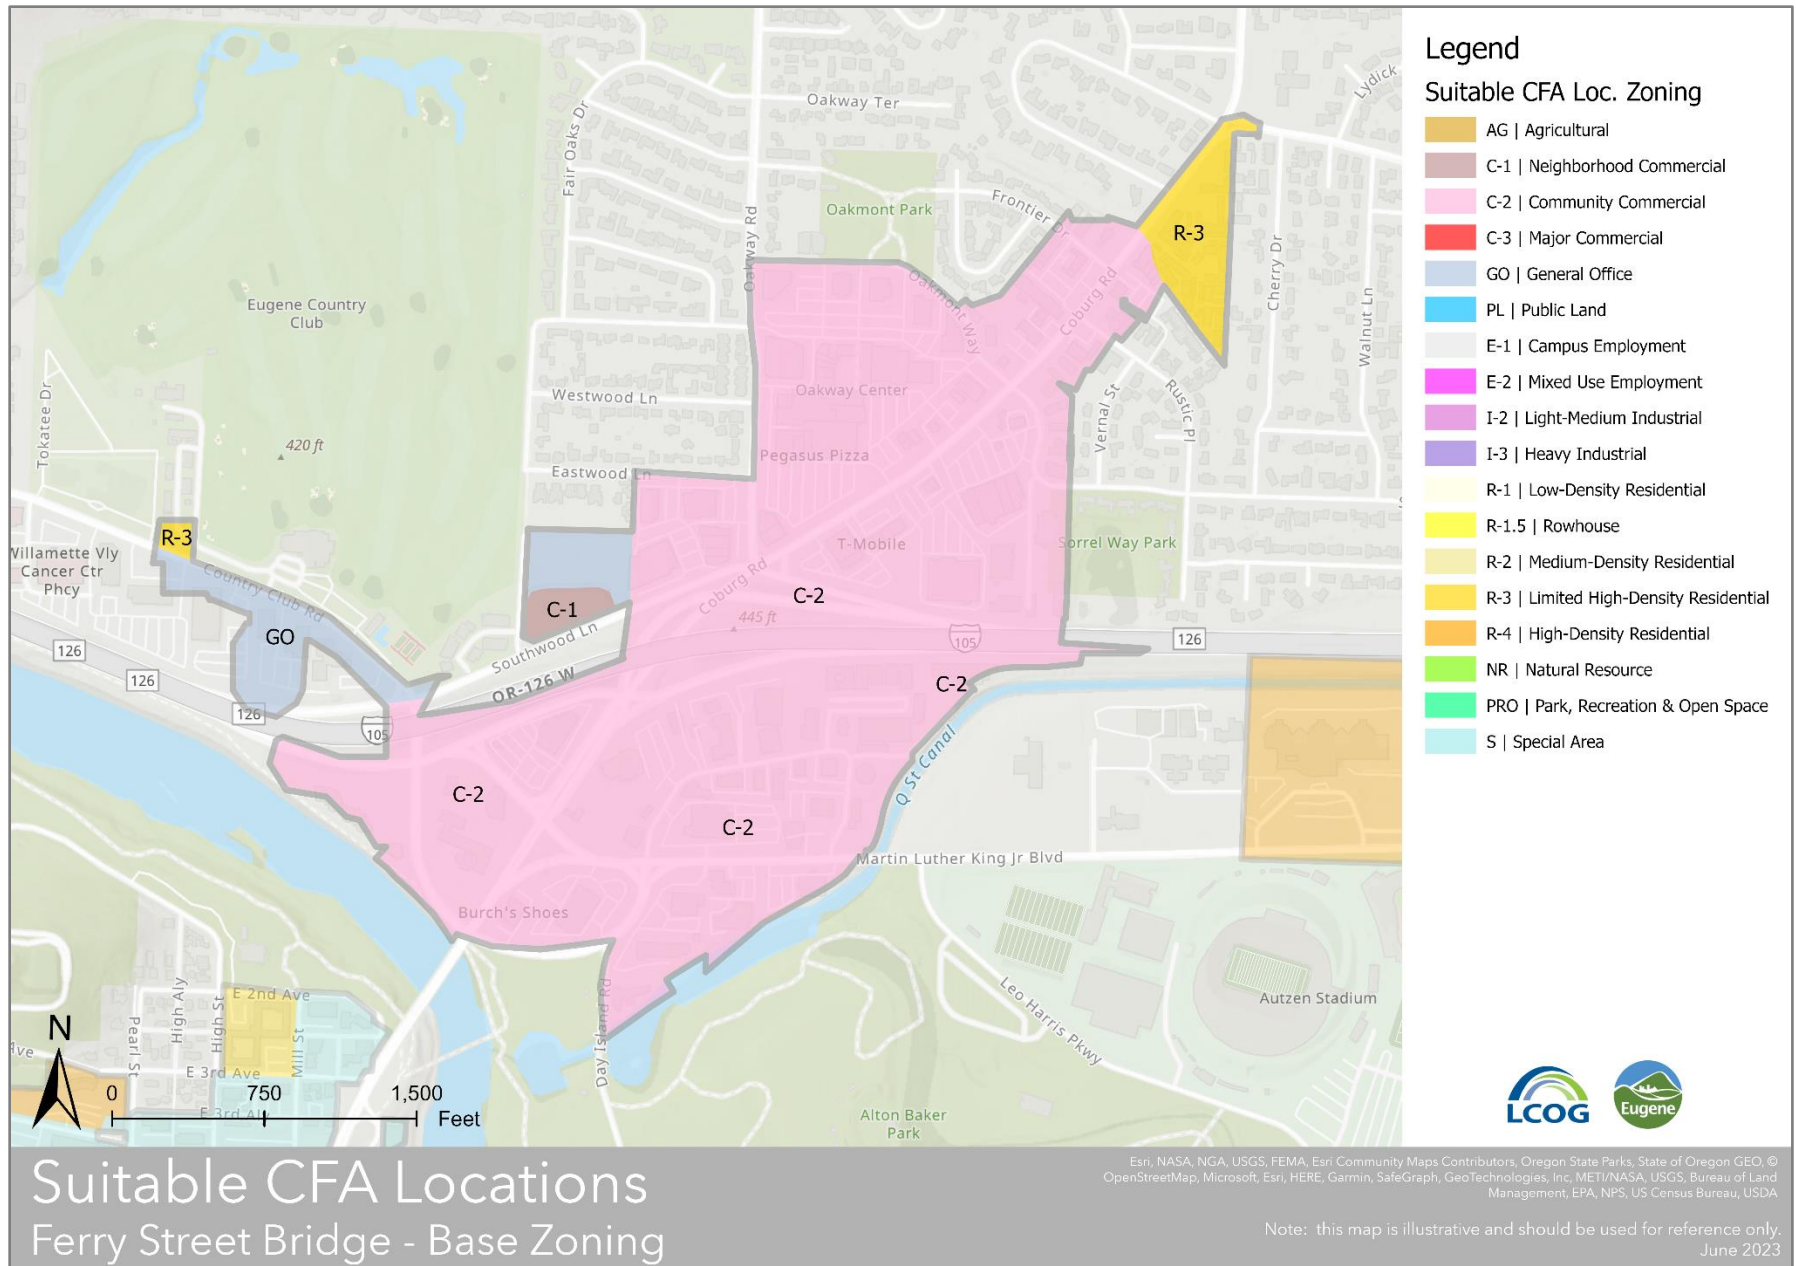 Legend
Suitable CFA Loc. Zoning
AG | Agricultural
C-1 | Neighborhood Commercial
C-2 | Community Commercial
C-3 | Major Commercial
GO | General Office
PL | Public Land
E-1 | Campus Employment
E-2 | Mixed Use Employment
I-2 | Light-Medium Industrial
I-3 | Heavy Industrial
R-1 | Low-Density Residential
R-1.5 | Rowhouse
R-2 | Medium-Density Residential
R-3 | Limited High-Density Residential
R-4 | High-Density Residential
NR | Natural Resource
PRO | Park, Recreation & Open Space
S | Special Area
Lydick
Oakway Ter
Fair Oaks Dr
Oakway Rd
Oakmont Park
Frontier Dr
R-3
Cherry Dr
Walnut Ln
Eugene Country
Club
Oakmont Way
Coburg Rd
Tokatee Dr
Westwood Ln
Oakway Center
Vernal St
Rustic Pl
420 ft
Pegasus Pizza
Eastwood Ln
R-3
Willamette Vly
Cancer Ctr
Phcy
Country Club Rd
T-Mobile
Sorrel Way Park
C-1
Coburg Rd
C-2
445 ft
GO
Southwood Ln
105
126
126
OR-126 W
C-2
126
126
105
Q St Canal
C-2
C-2
Martin Luther King Jr Blvd
Burch's Shoes
Day Island Rd
Leo Harris Pkwy
Autzen Stadium
High Aly
High St
E 2nd Ave
Pearl St
Mill St
Ave
E 3rd Ave
E 3rd Aly
N
0
750
1,500
Feet
Alton Baker
Park
LCOG
Eugene
Suitable CFA Locations
Ferry Street Bridge - Base Zoning
Esri, NASA, NGA, USGS, FEMA, Esri Community Maps Contributors, Oregon State Parks, State of Oregon GEO, ©
OpenStreetMap, Microsoft, Esri, HERE, Garmin, SafeGraph, GeoTechnologies, Inc, METI/NASA, USGS, Bureau of Land
Management, EPA, NPS, US Census Bureau, USDA
Note: this map is illustrative and should be used for reference only.
June 2023